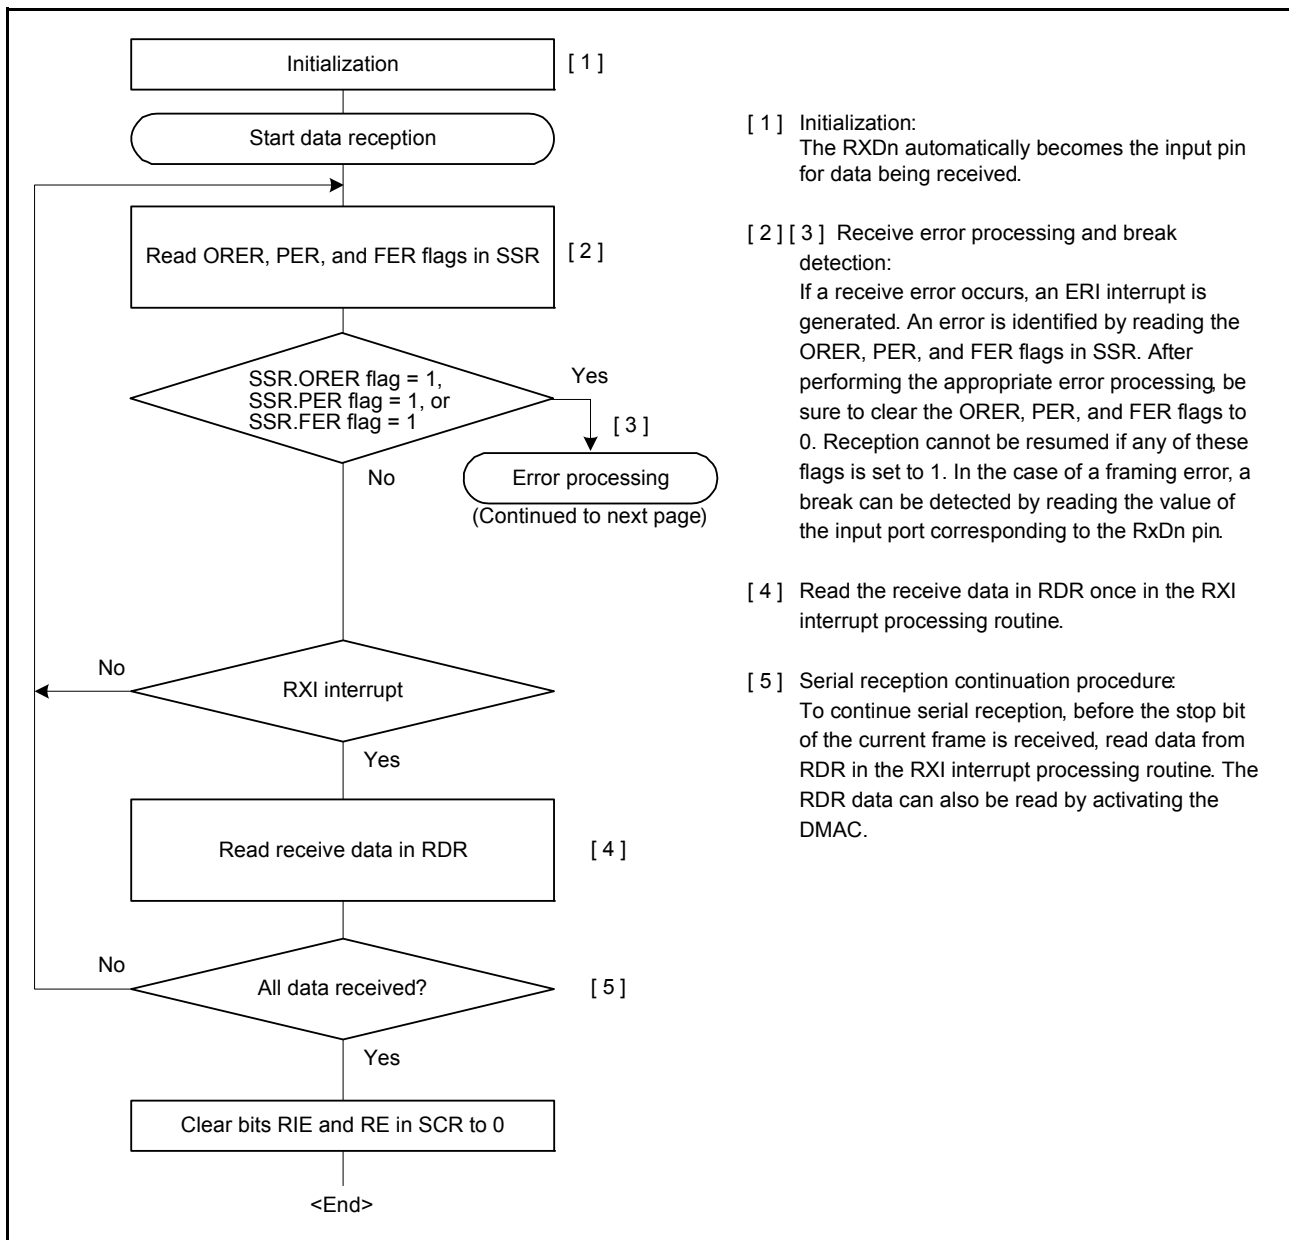 Initialization [ 1 ]
Start data reception
Read ORER, PER, and FER flags in SSR [ 2 ]
SSR.ORER flag = 1,
SSR.PER flag = 1, or
SSR.FER flag = 1
Yes
[ 3 ]
No
Error processing
(Continued to next page)
No
RXI interrupt
Yes
Read receive data in RDR [ 4 ]
No
All data received? [ 5 ]
Yes
Clear bits RIE and RE in SCR to 0
<End>
[ 1 ] Initialization:
The RXDn automatically becomes the input pin
for data being received.
[ 2 ] [ 3 ] Receive error processing and break
detection:
If a receive error occurs, an ERI interrupt is
generated. An error is identified by reading the
ORER, PER, and FER flags in SSR. After
performing the appropriate error processing, be
sure to clear the ORER, PER, and FER flags to
0. Reception cannot be resumed if any of these
flags is set to 1. In the case of a framing error, a
break can be detected by reading the value of
the input port corresponding to the RxDn pin.
[ 4 ] Read the receive data in RDR once in the RXI
interrupt processing routine.
[ 5 ] Serial reception continuation procedure:
To continue serial reception, before the stop bit
of the current frame is received, read data from
RDR in the RXI interrupt processing routine. The
RDR data can also be read by activating the
DMAC.